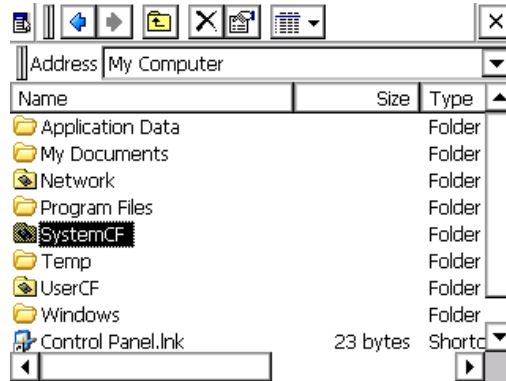 Address My Computer
Name Size Type
Application Data Folder
My Documents Folder
Network Folder
Program Files Folder
SystemCF Folder
Temp Folder
UserCF Folder
Windows Folder
Control Panel.lnk 23 bytes Shortc